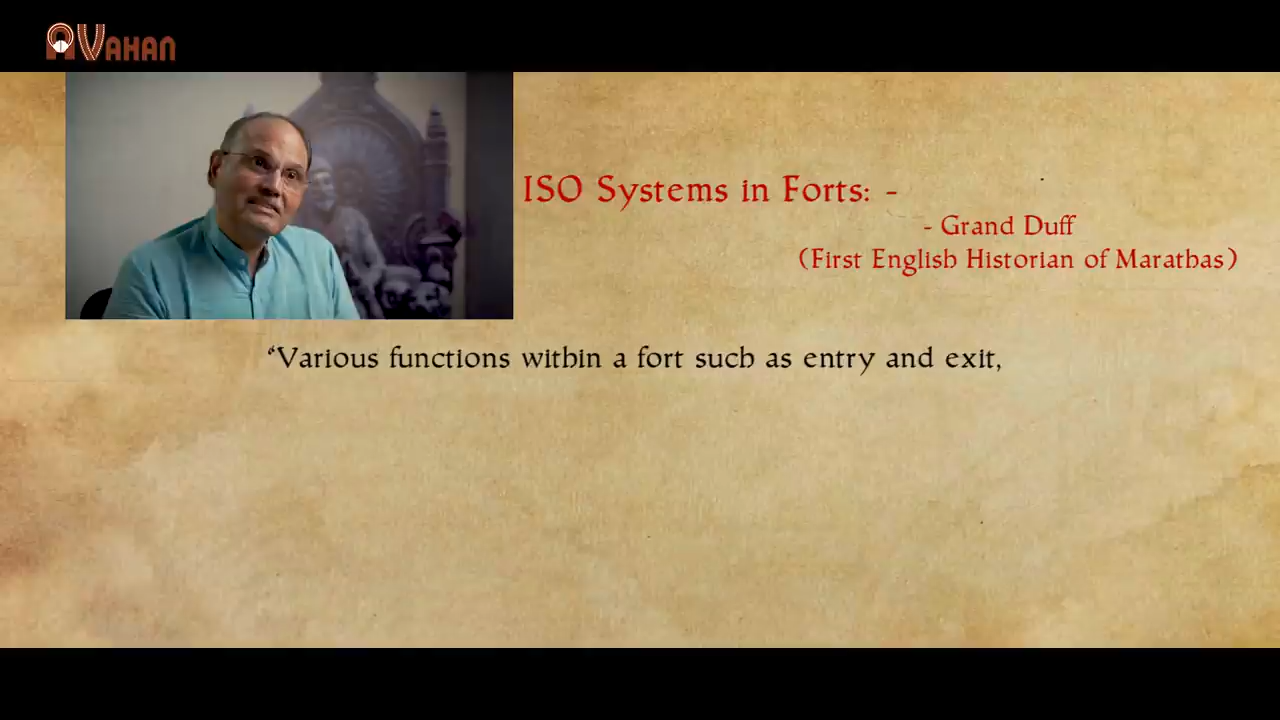 AVAHAN
ISO Systems in Forts: -
- Grand Duff
(First English Historian of Marathas)
“Various functions within a fort such as entry and exit,